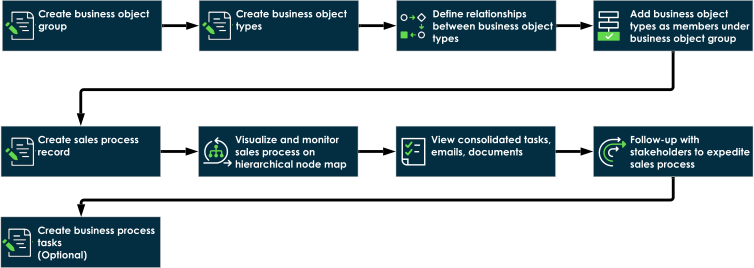 Create business object
group
Create business object
types
Define relationships
between business object
types
Add business object
types as members under
business object group
Create sales process
record
Visualize and monitor
sales process on
hierarchical node map
View consolidated tasks,
emails, documents
Follow-up with
stakeholders to expedite
sales process
Create business process
tasks
(Optional)